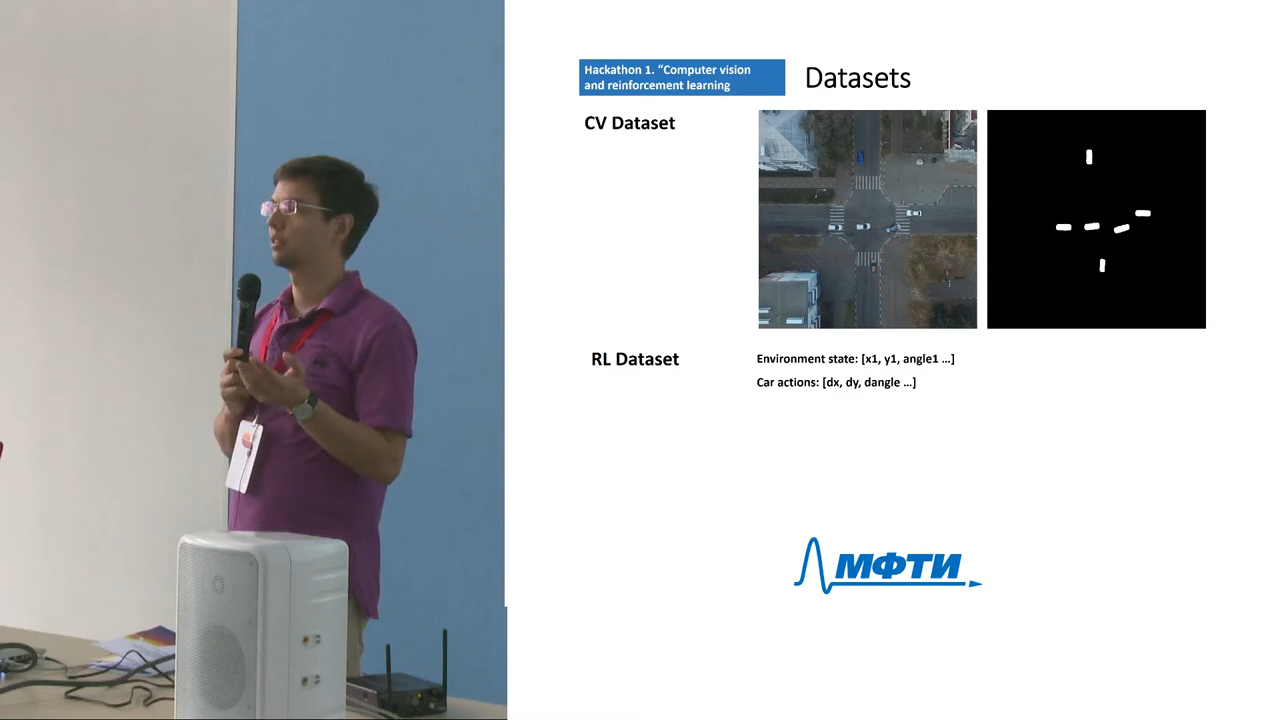 Hackathon 1. “Computer vision
and reinforcement learning
Datasets
CV Dataset
RL Dataset
Environment state: [x1, y1, angle1 ...]
Car actions: [dx, dy, dangle ...]
МФТИ